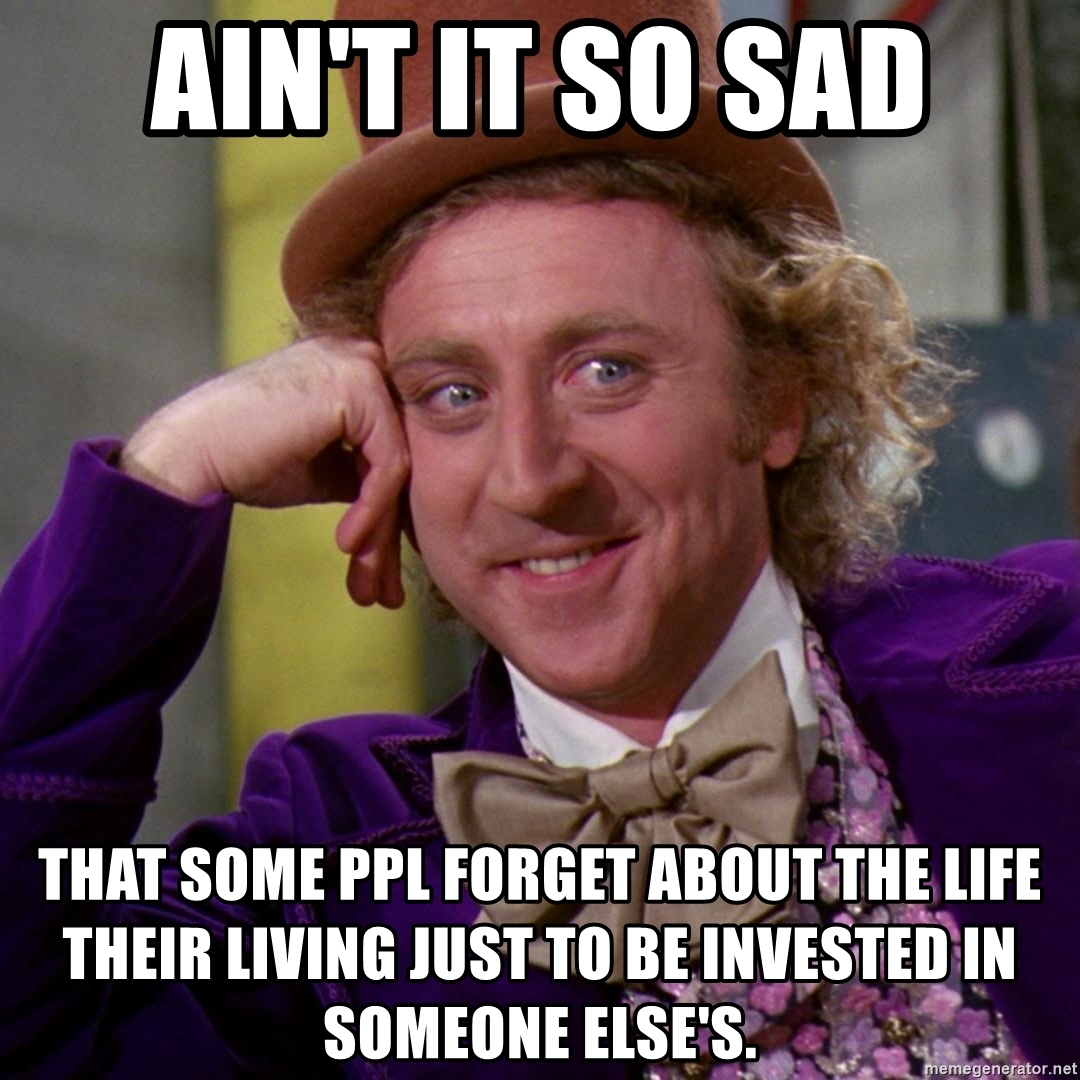 AIN'T IT SO SAD
THAT SOME PPL FORGET ABOUT THE LIFE
THEIR LIVING JUST TO BE INVESTED IN
SOMEONE ELSE'S.
memegenerator.net